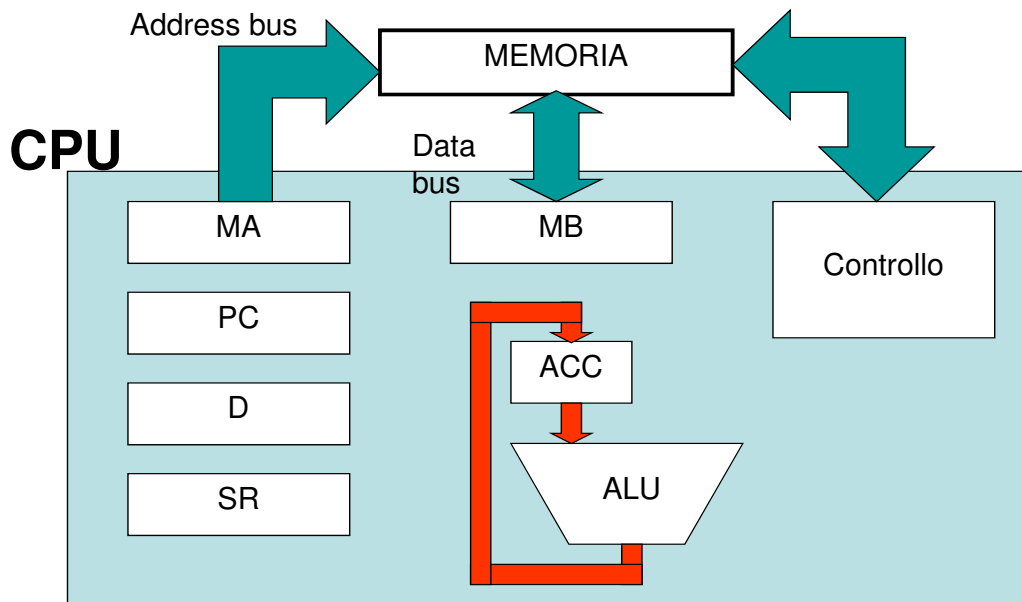 Address bus
MEMORIA
CPU
Data
bus
MA
MB
Controllo
PC
ACC
D
SR
ALU